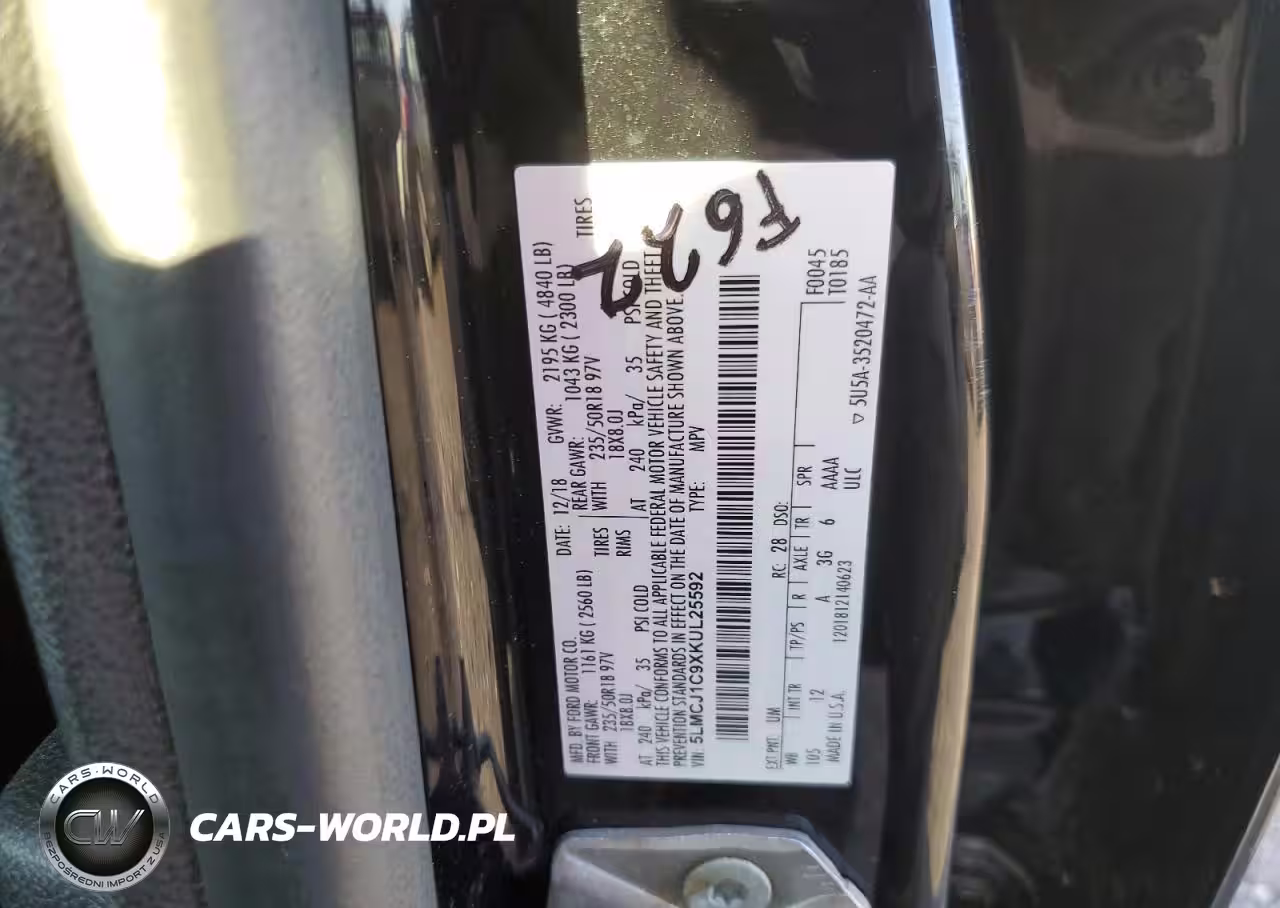 MFD. BY FORD MOTOR CO. DATE: 12/18 GVWR: 2195 KG ( 4840 LB)
FRONT GAWR: 1161 KG ( 2560 LB) REAR GAWR: 1043 KG ( 2300 LB) TIRES
WITH 235/50R18 97V TIRES WITH 235/50R18 97V
18X8.0J RIMS 18X8.0J
AT 240 kPa/ 35 PSI COLD AT 240 kPa/ 35 PSI COLD
THIS VEHICLE CONFORMS TO ALL APPLICABLE FEDERAL MOTOR VEHICLE SAFETY AND THEFT
PREVENTION STANDARDS IN EFFECT ON THE DATE OF MANUFACTURE SHOWN ABOVE.
VIN: 5LMCJ1C9XKUL25592 TYPE: MPV
F622
EXT PNT: UM RC: 28 DSO: F0045
WB INT TR TP/PS R AXLE TR SPR T0185
105 12 A 3G 6 AAAA
MADE IN U.S.A. 1201812140623 ULC
▽ 5U5A-3520472-AA
CARS-WORLD
CW
BEZPOŚREDNI IMPORT Z USA
CARS-WORLD.PL